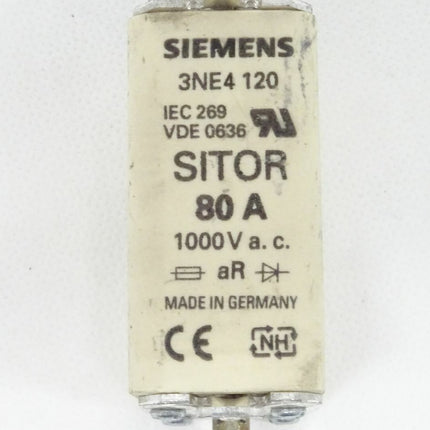 SIEMENS
3NE4 120
IEC 269
VDE 0636
SITOR
80 A
1000V a. c.
aR
MADE IN GERMANY
CE NH